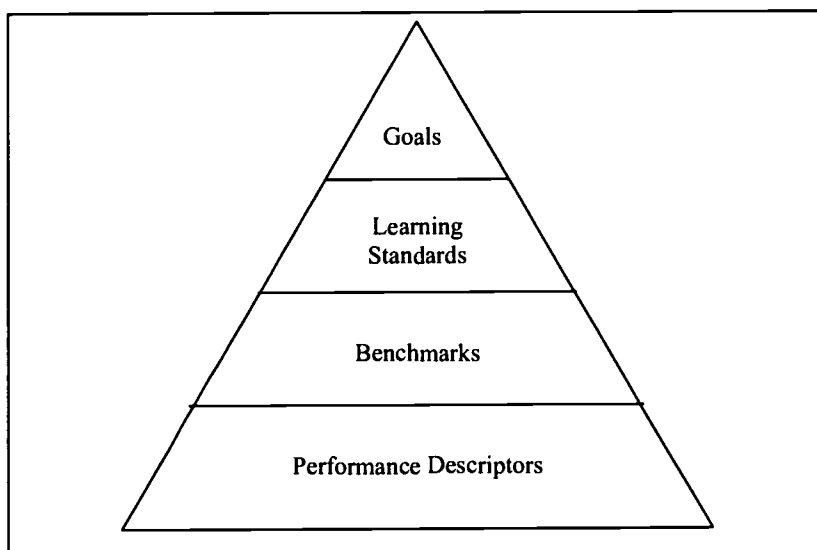 Goals
Learning
Standards
Benchmarks
Performance Descriptors